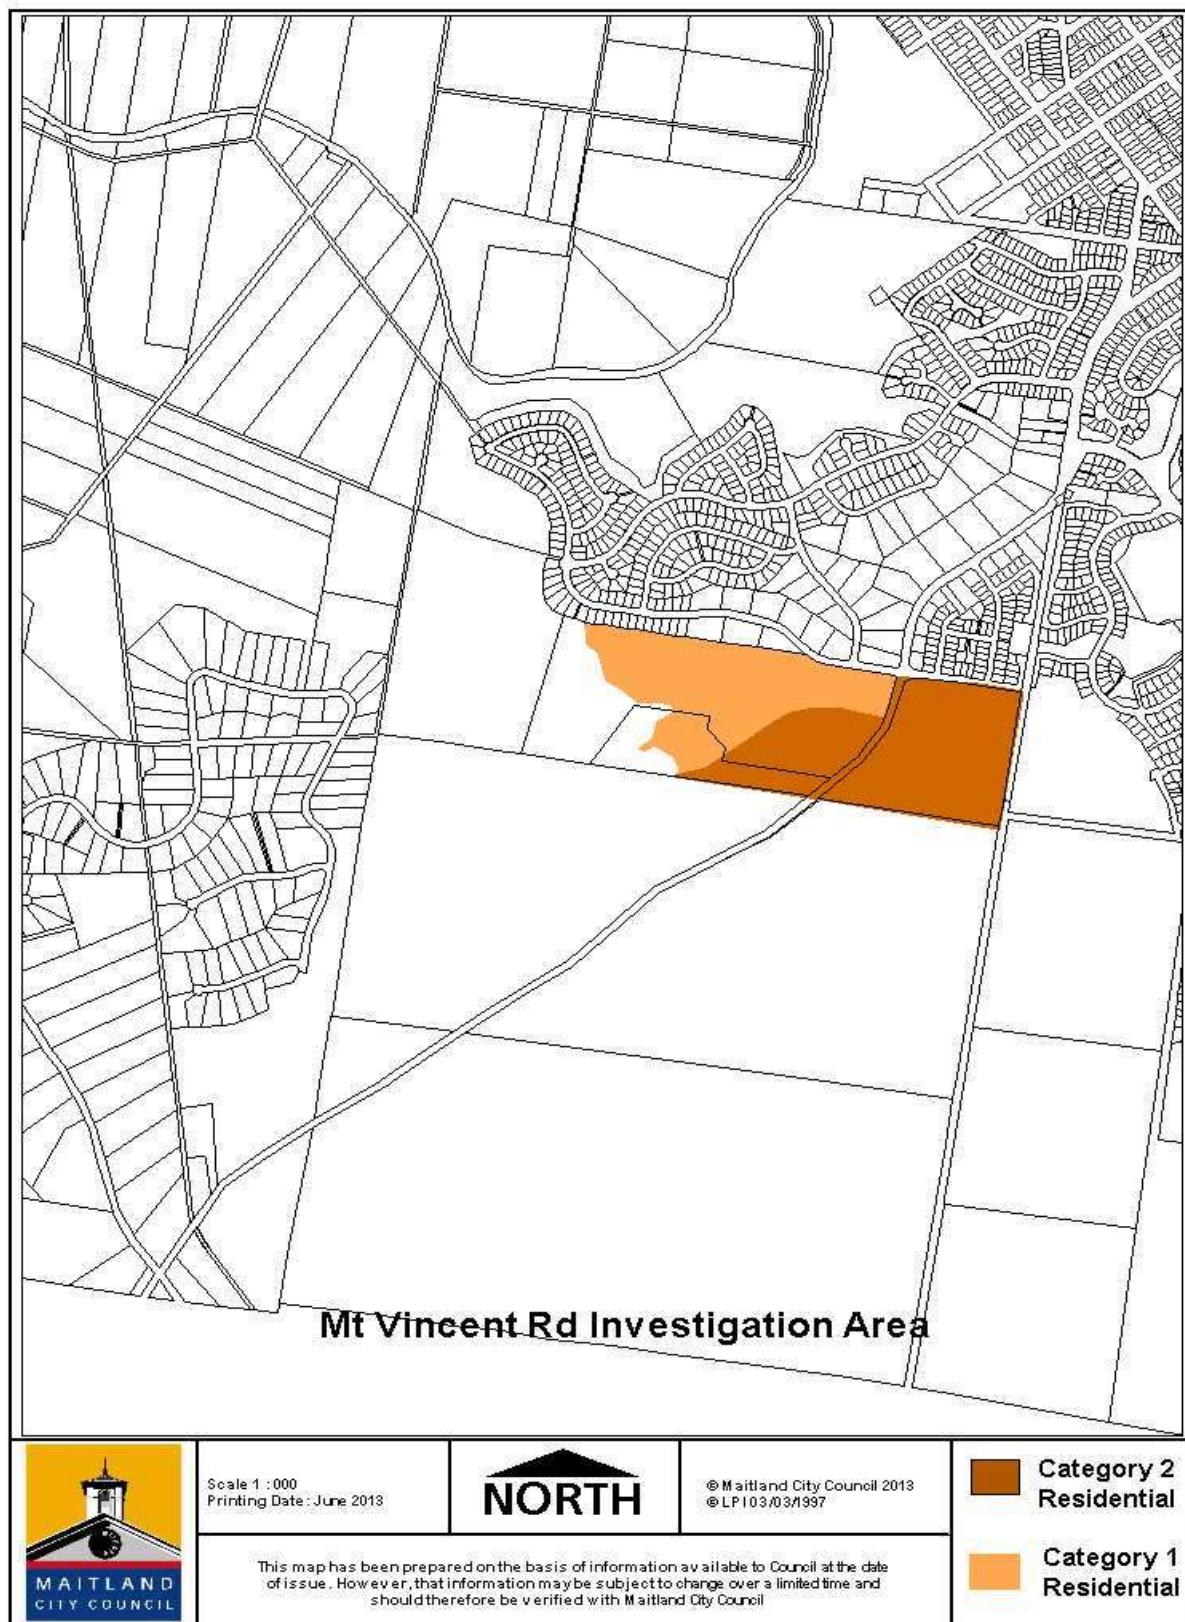 Mt Vincent Rd Investigation Area
MAITLAND
CITY COUNCIL
Scale 1 :000
Printing Date: June 2013
NORTH
© Maitland City Council 2013
© LPI 03/03/1997
This map has been prepared on the basis of information available to Council at the date
of issue. However, that information may be subject to change over a limited time and
should therefore be verified with Maitland City Council
Category 2
Residential
Category 1
Residential